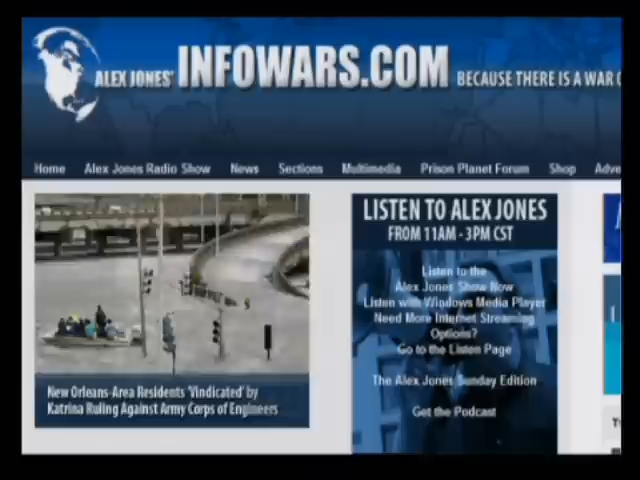 ALEX JONES' INFOWARS.COM BECAUSE THERE IS A WAR
Home Alex Jones Radio Show News Sections Multimedia Prison Planet Forum Shop Adve
LISTEN TO ALEX JONES
FROM 11AM - 3PM CST
Listen to the
Alex Jones Show Now
Listen with Windows Media Player
Need More Internet Streaming
Options?
Go to the Listen Page
The Alex Jones Sunday Edition
Get the Podcast
New Orleans-Area Residents 'Vindicated' by
Katrina Ruling Against Army Corps of Engineers